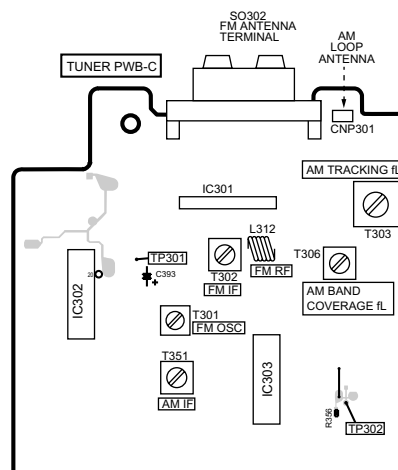 SO302
FM ANTENNA
TERMINAL
AM
LOOP
ANTENNA
TUNER PWB-C
CNP301
AM TRACKING fL
IC301
T303
L312
TP301
T306
20
C393
+
T302
FM RF
FM IF
AM BAND
COVERAGE fL
IC302
T301
FM OSC
T351
IC303
AM IF
R356
TP302